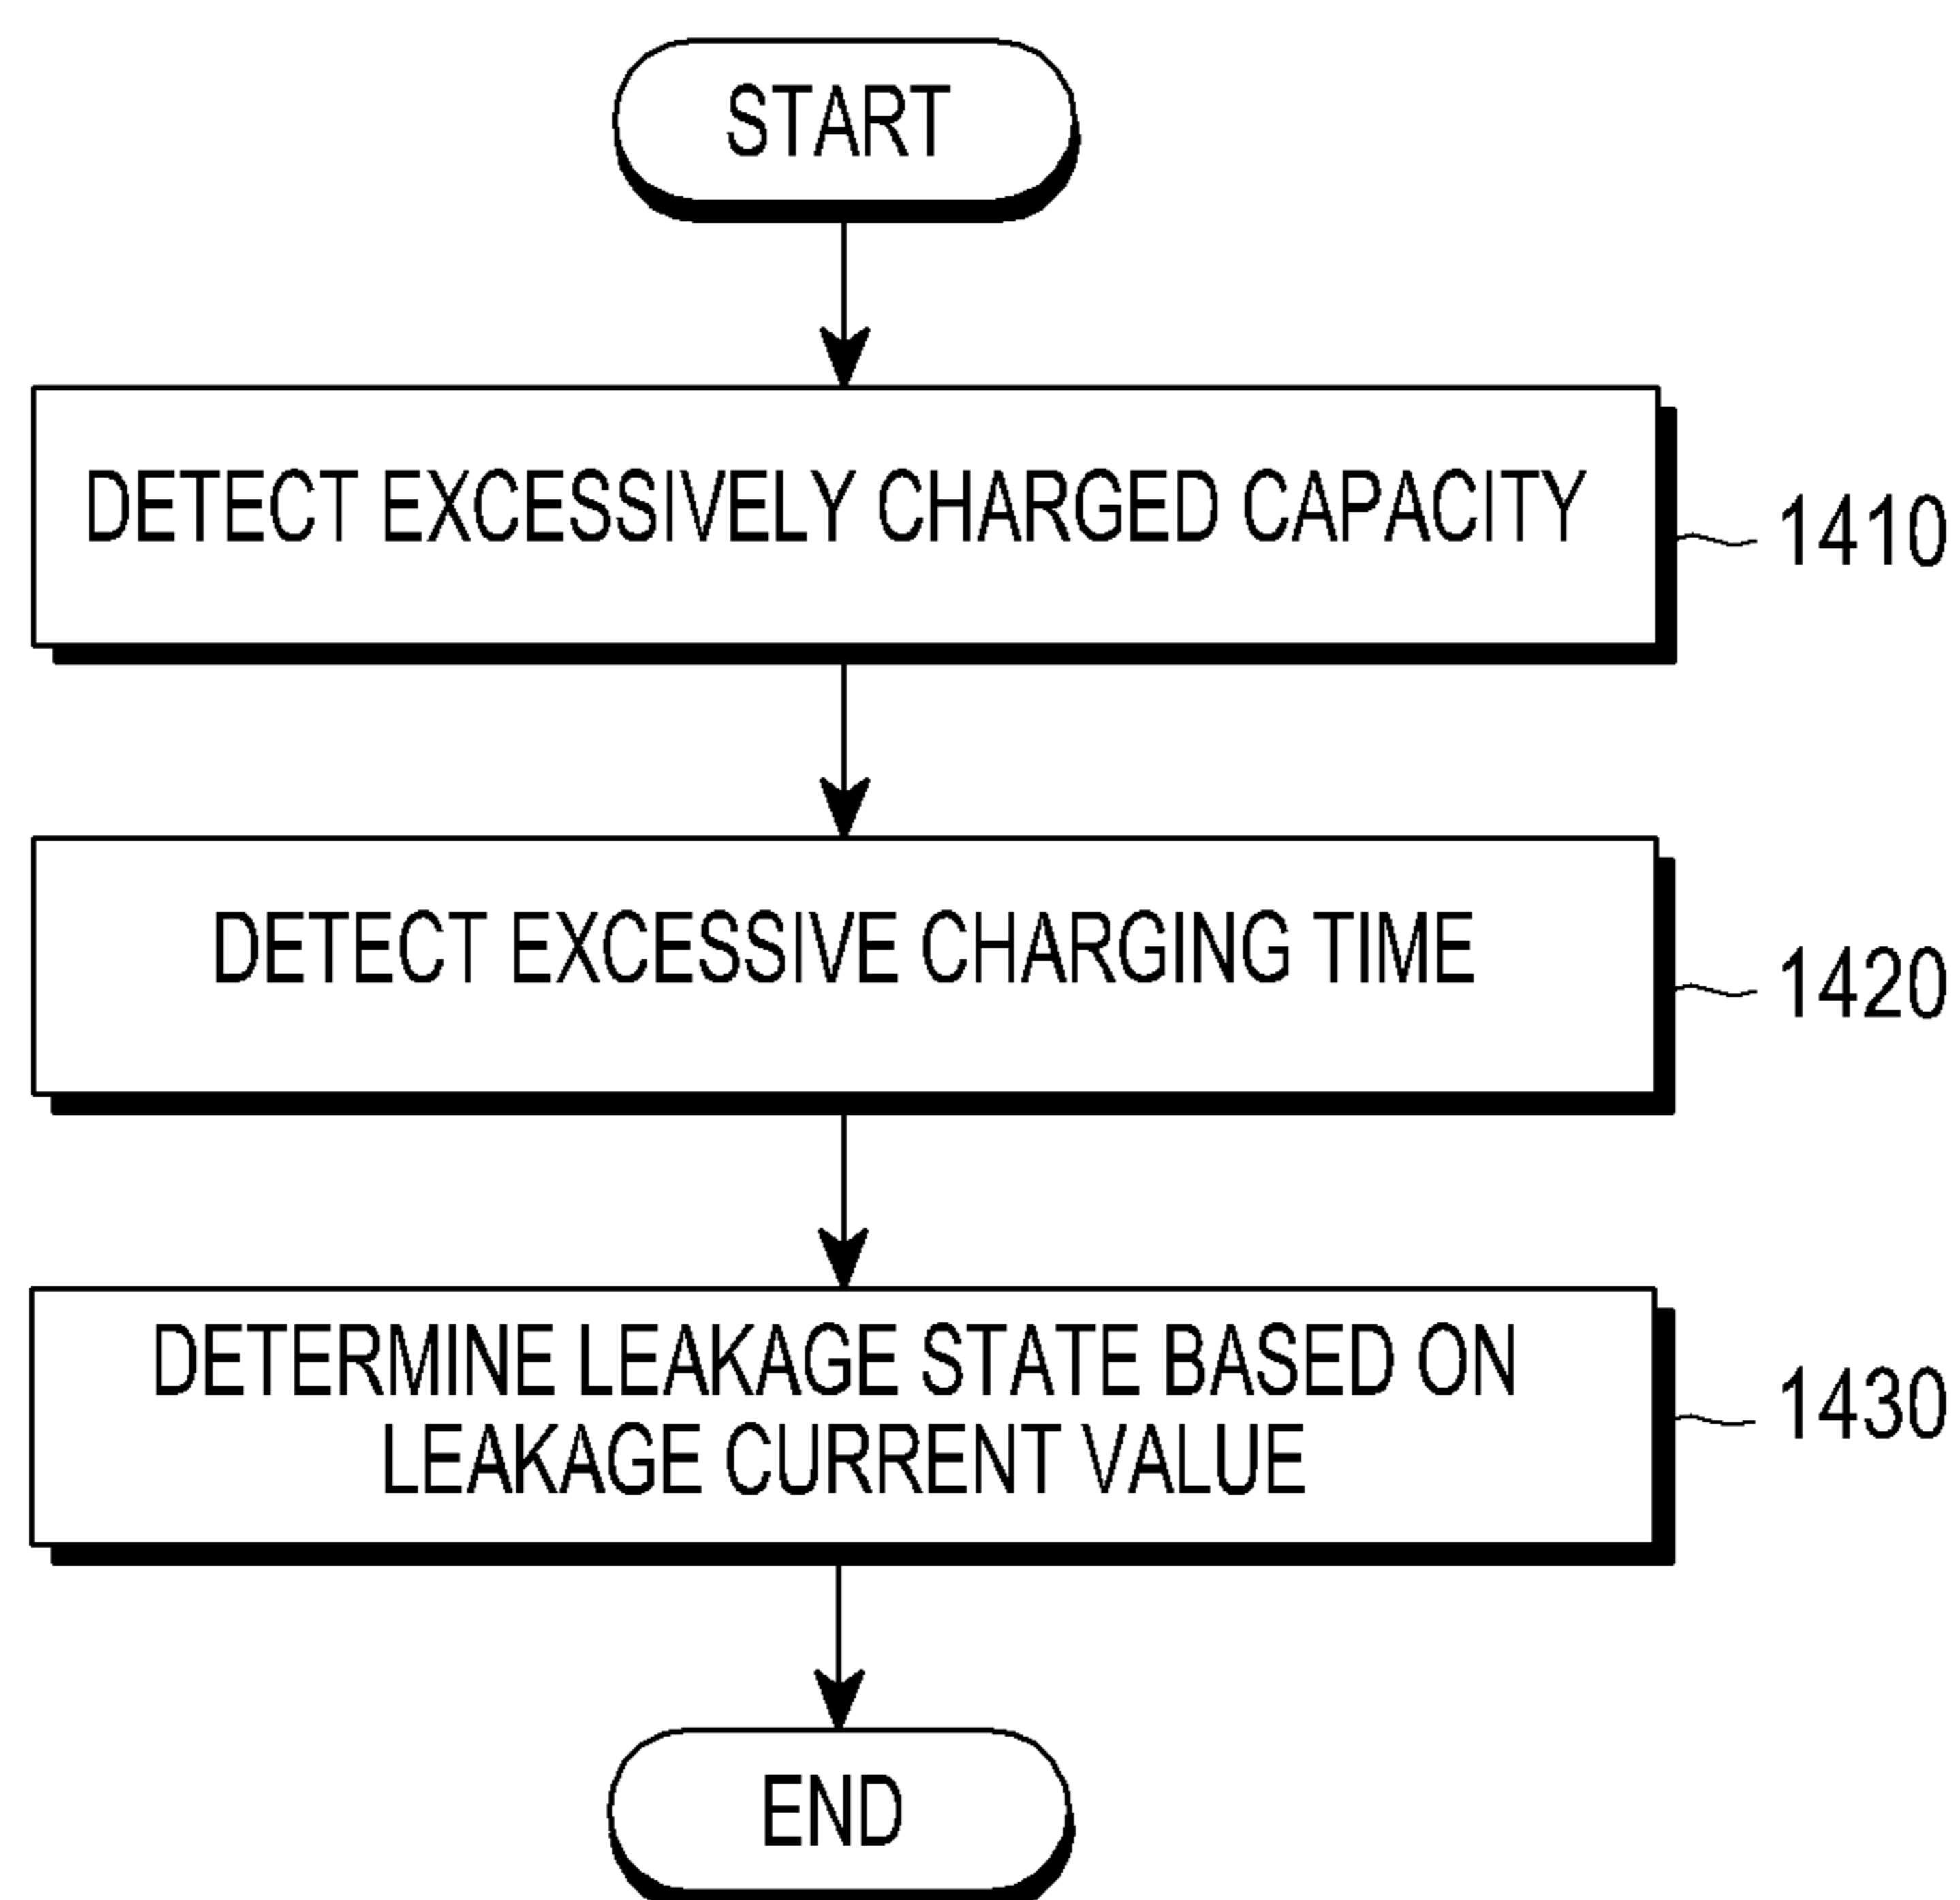 START
DETECT EXCESSIVELY CHARGED CAPACITY
1410
DETECT EXCESSIVE CHARGING TIME
1420
DETERMINE LEAKAGE STATE BASED ON
LEAKAGE CURRENT VALUE
1430
END